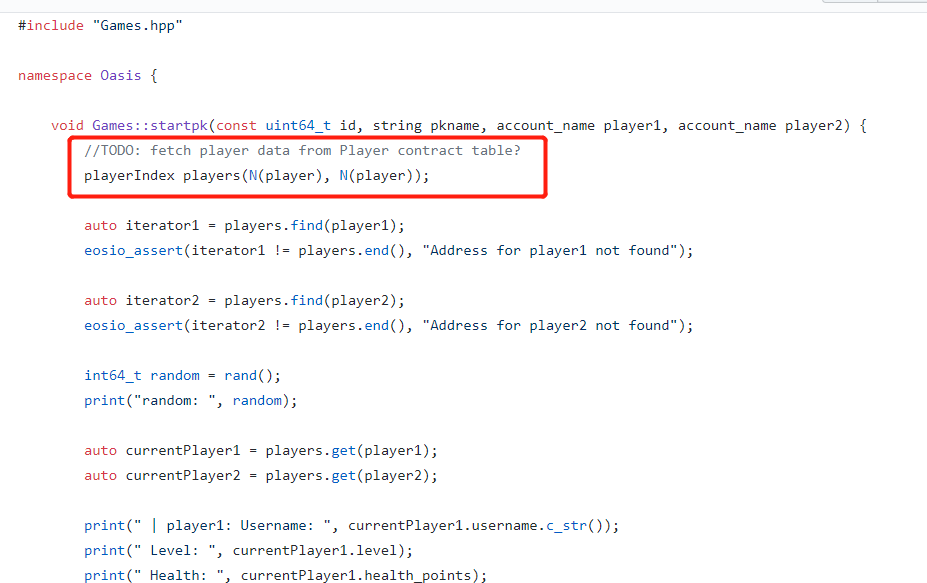 #include "Games.hpp"
namespace Oasis {
void Games::startpk(const uint64_t id, string pkname, account_name player1, account_name player2) {
//TODO: fetch player data from Player contract table?
playerIndex players(N(player), N(player));
auto iterator1 = players.find(player1);
eosio_assert(iterator1 != players.end(), "Address for player1 not found");
auto iterator2 = players.find(player2);
eosio_assert(iterator2 != players.end(), "Address for player2 not found");
int64_t random = rand();
print("random: ", random);
auto currentPlayer1 = players.get(player1);
auto currentPlayer2 = players.get(player2);
print(" | player1: Username: ", currentPlayer1.username.c_str());
print(" Level: ", currentPlayer1.level);
print(" Health: ", currentPlayer1.health_points);